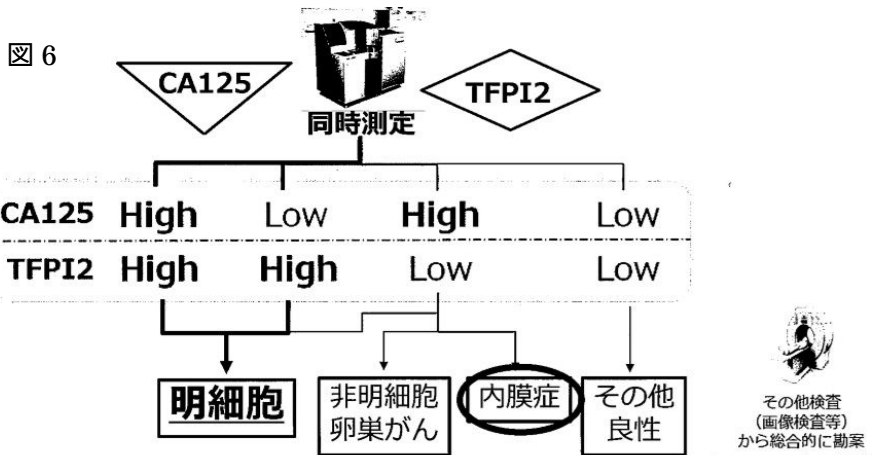 図 6
CA125
TFPI2
同時測定
CA125 High Low High Low
TFPI2 High High Low Low
明細胞
非明細胞
卵巣がん
内膜症
その他
良性
その他検査
(画像検査等)
から総合的に勘案